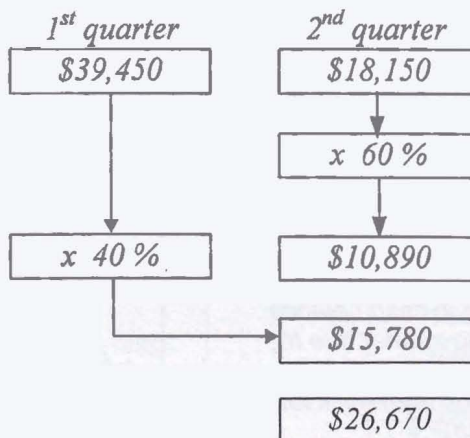 1st quarter 2nd quarter
$39,450 $18,150
x 60 %
x 40 % $10,890
$15,780
$26,670